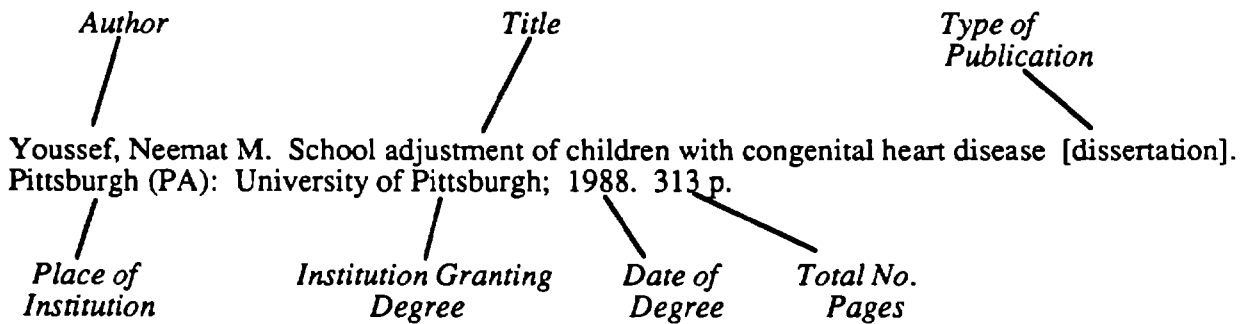 Author Title Type of
Publication
Youssef, Neemat M. School adjustment of children with congenital heart disease [dissertation].
Pittsburgh (PA): University of Pittsburgh; 1988. 313 p.
Place of Institution Granting Date of Total No.
Institution Degree Degree Pages